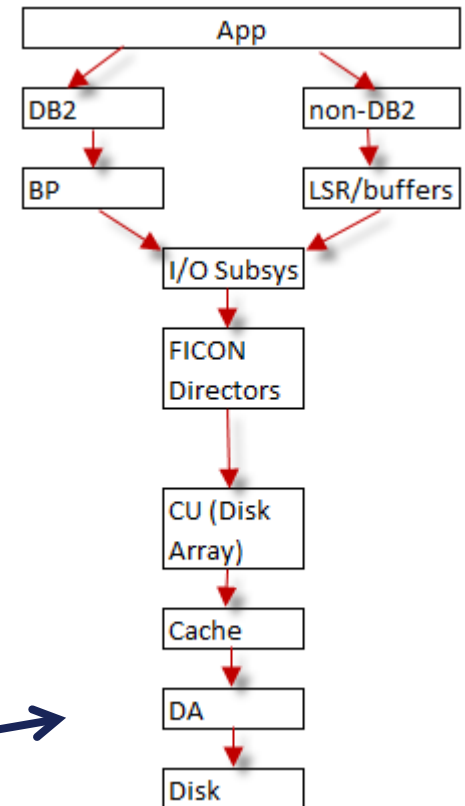 App
DB2
non-DB2
BP
LSR/buffers
I/O Subsys
FICON
Directors
CU (Disk
Array)
Cache
DA
Disk